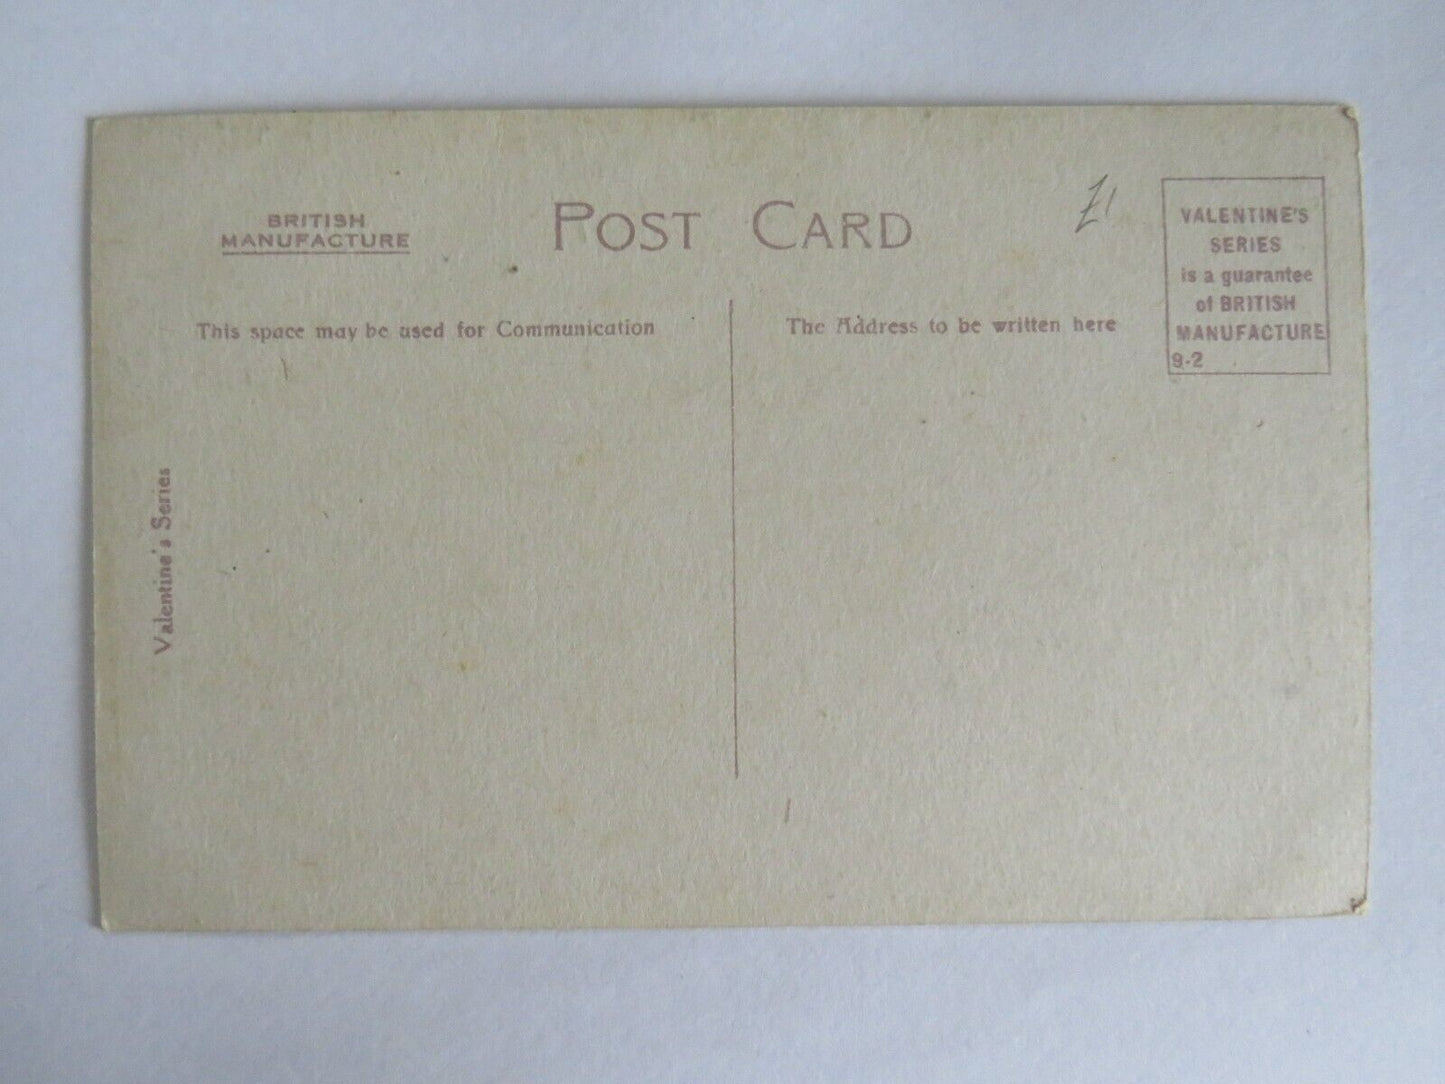 BRITISH
MANUFACTURE
POST CARD
£1
VALENTINE'S
SERIES
is a guarantee
of BRITISH
MANUFACTURE
9-2
This space may be used for Communication
The Address to be written here
Valentine's Series